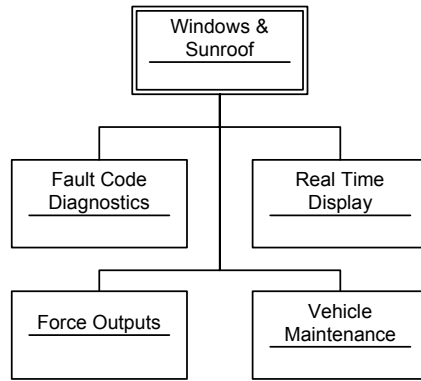 Windows &
Sunroof
Fault Code
Diagnostics
Real Time
Display
Force Outputs
Vehicle
Maintenance